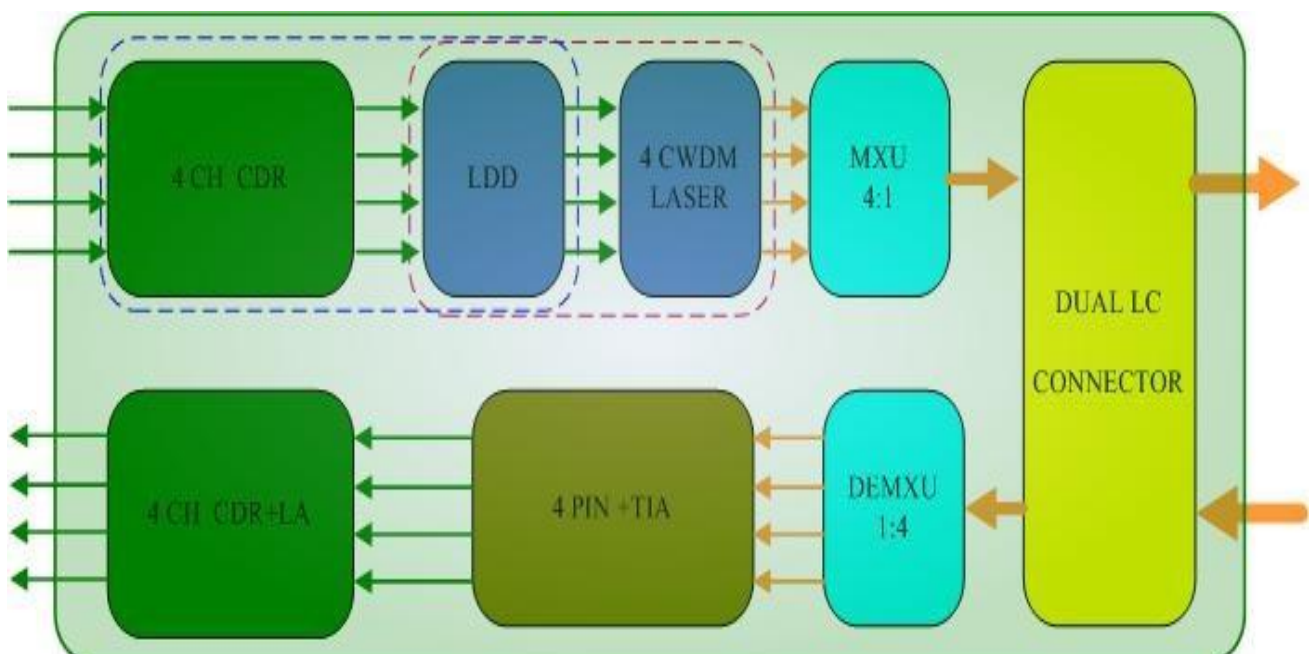 4 CH CDR
LDD
4 CWDM
LASER
MXU
4:1
DUAL LC
CONNECTOR
4 CH CDR+LA
4 PIN +TIA
DEMXU
1:4